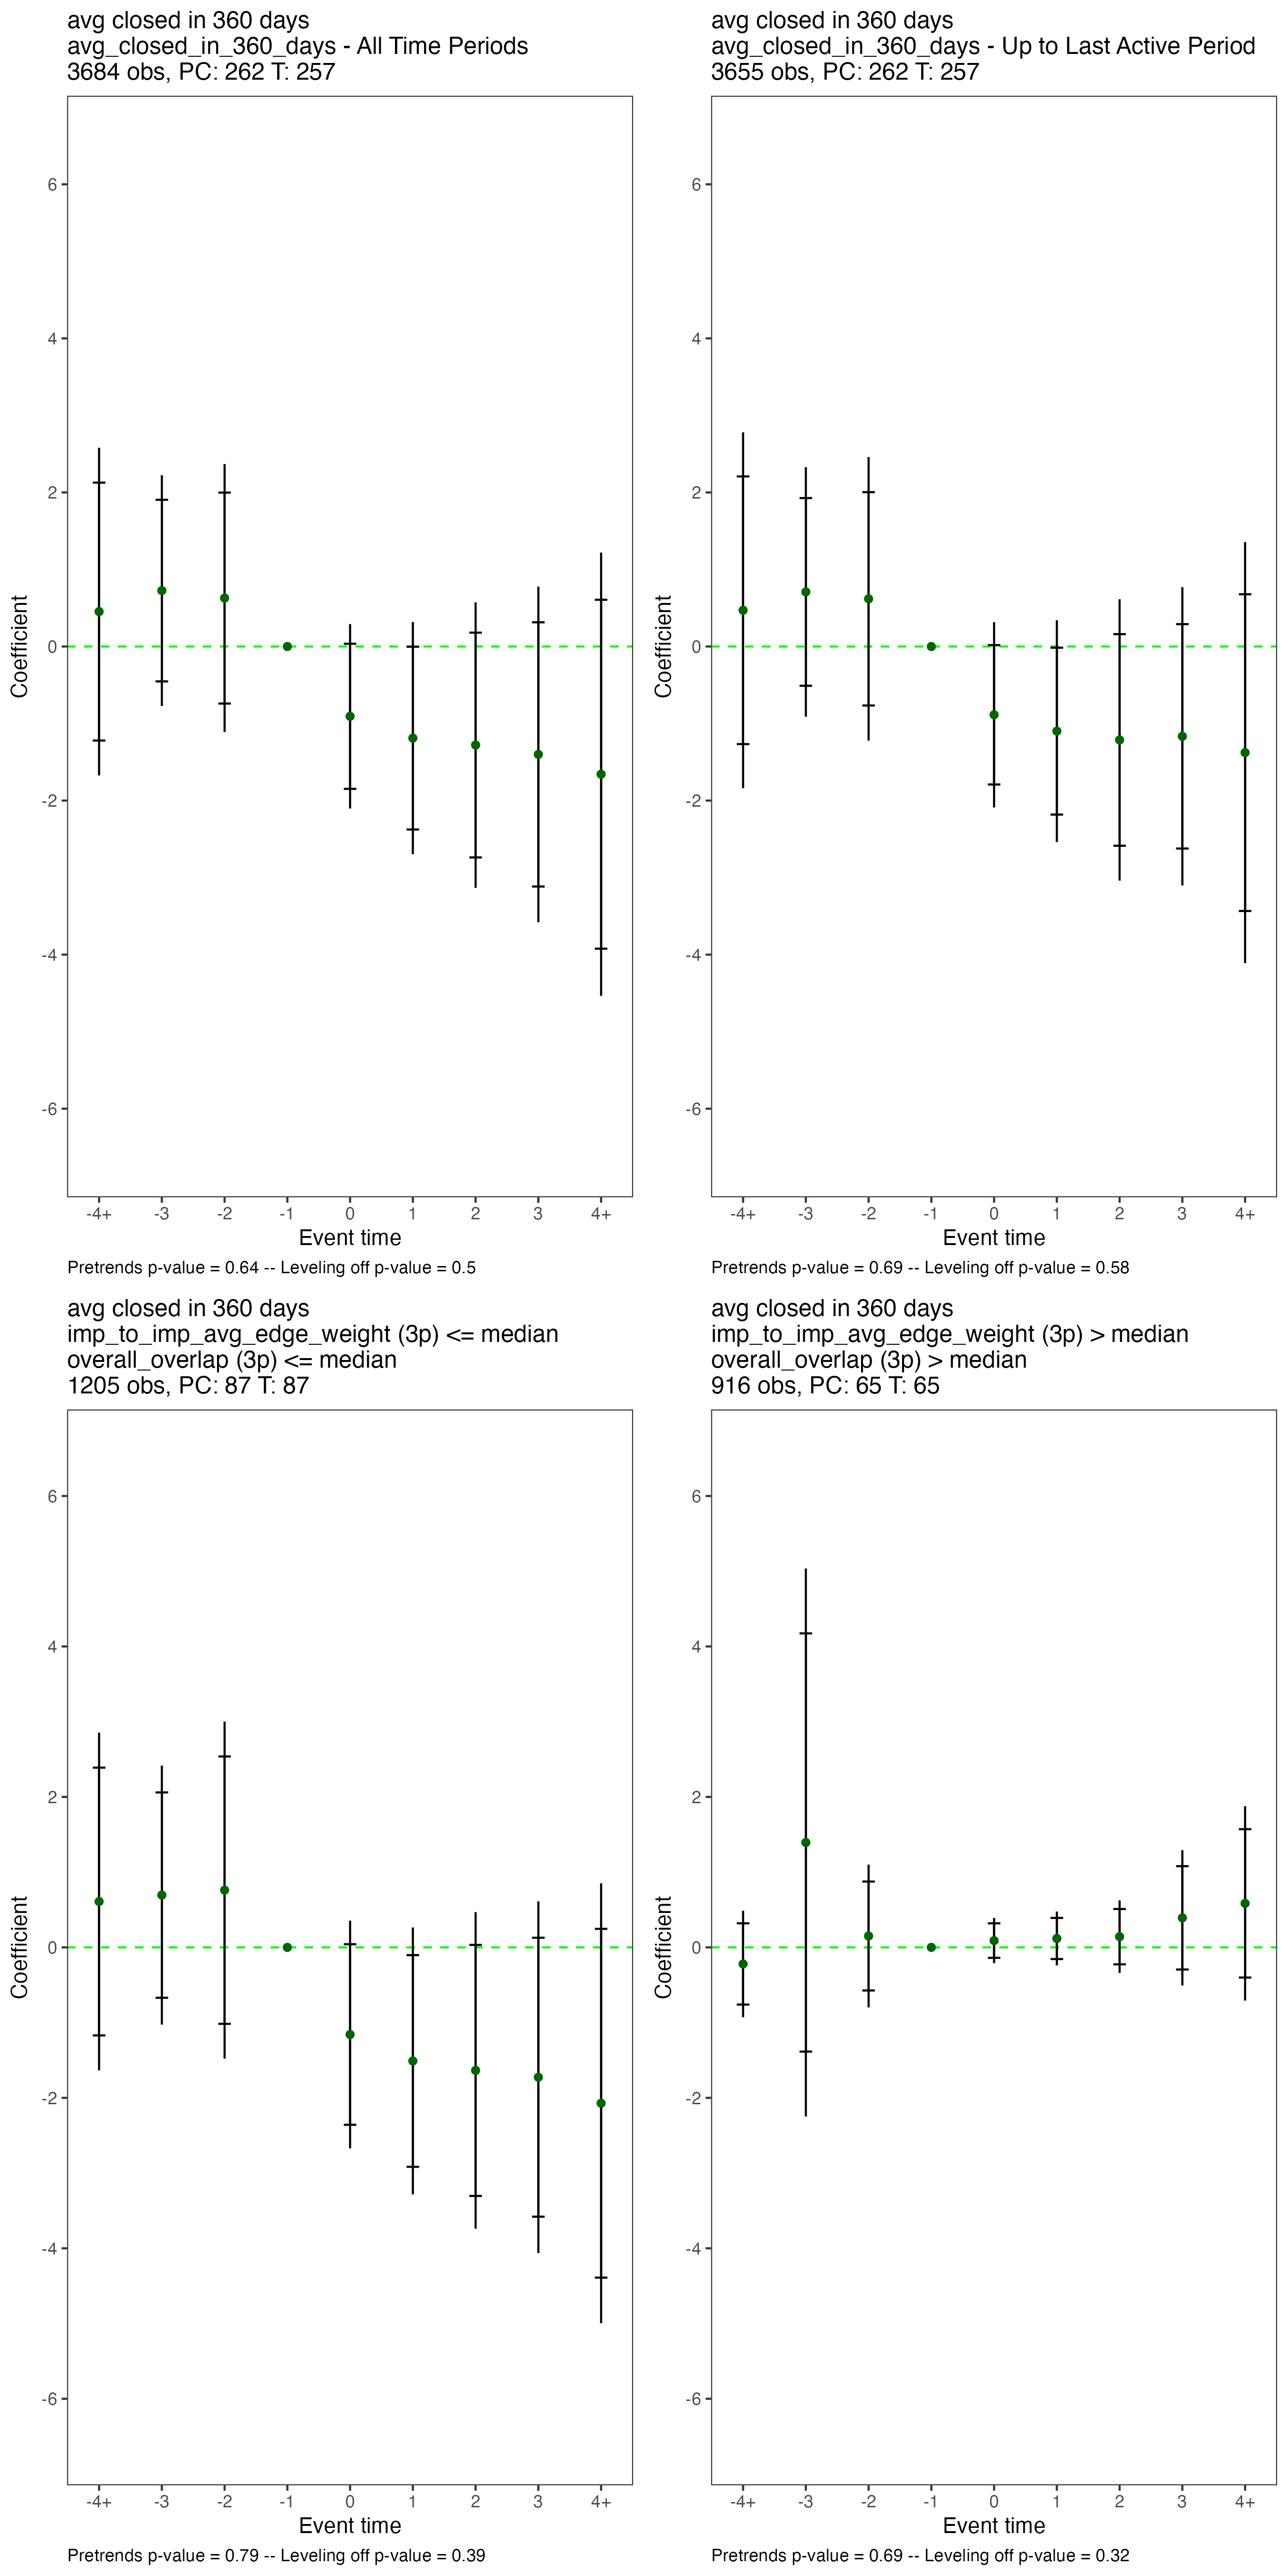 avg closed in 360 days
avg_closed_in_360_days - All Time Periods
3684 obs, PC: 262 T: 257
6
4
2
0
-2
-4
-6
Coefficient
-4+ -3 -2 -1 0 1 2 3 4+
Event time
Pretrends p-value = 0.64 -- Leveling off p-value = 0.5
avg closed in 360 days
avg_closed_in_360_days - Up to Last Active Period
3655 obs, PC: 262 T: 257
6
4
2
0
-2
-4
-6
Coefficient
-4+ -3 -2 -1 0 1 2 3 4+
Event time
Pretrends p-value = 0.69 -- Leveling off p-value = 0.58
avg closed in 360 days
imp_to_imp_avg_edge_weight (3p) <= median
overall_overlap (3p) <= median
1205 obs, PC: 87 T: 87
6
4
2
0
-2
-4
-6
Coefficient
-4+ -3 -2 -1 0 1 2 3 4+
Event time
Pretrends p-value = 0.79 -- Leveling off p-value = 0.39
avg closed in 360 days
imp_to_imp_avg_edge_weight (3p) > median
overall_overlap (3p) > median
916 obs, PC: 65 T: 65
6
4
2
0
-2
-4
-6
Coefficient
-4+ -3 -2 -1 0 1 2 3 4+
Event time
Pretrends p-value = 0.69 -- Leveling off p-value = 0.32